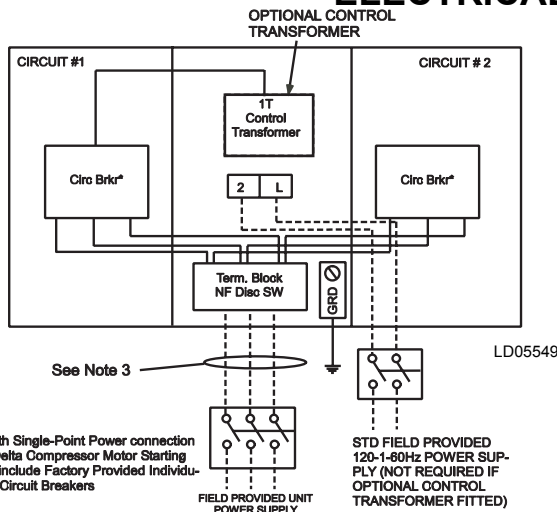 ELECTRICAL
OPTIONAL CONTROL
TRANSFORMER
CIRCUIT #1
CIRCUIT # 2
1T
Control
Transformer
Circ Brkr*
Circ Brkr*
2 L
Term. Block
NF Disc SW
GRD
LD05549
See Note 3
th Single-Point Power connection
Delta Compressor Motor Starting
include Factory Provided Individu-
Circuit Breakers
STD FIELD PROVIDED
120-1-60Hz POWER SUP-
PLY (NOT REQUIRED IF
OPTIONAL CONTROL
TRANSFORMER FITTED)
FIELD PROVIDED UNIT
POWER SUPPLY